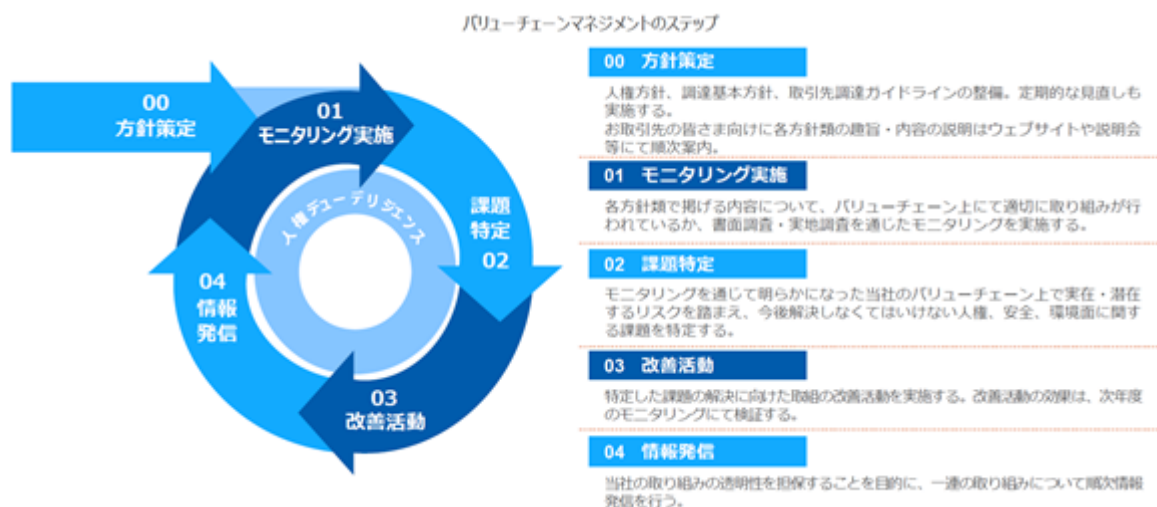 バリューチェーンマネジメントのステップ
00
方針策定
01
モニタリング実施
課題
特定
02
03
改善活動
04
情報
発信
人権デューデリジェンス
00 方針策定
人権方針、調達基本方針、取引先調達ガイドラインの整備。定期的な見直しも
実施する。
お取引先の皆さま向けに各方針類の趣旨・内容の説明はウェブサイトや説明会
等にて順次案内。
01 モニタリング実施
各方針類で掲げる内容について、バリューチェーン上にて適切に取り組みが行
われているか、書面調査・実地調査を通じたモニタリングを実施する。
02 課題特定
モニタリングを通じて明らかになった当社のバリューチェーン上で実在・潜在
するリスクを踏まえ、今後解決しなくてはいけない人権、安全、環境面に関す
る課題を特定する。
03 改善活動
特定した課題の解決に向けた取組の改善活動を実施する。改善活動の効果は、次年度
のモニタリングにて検証する。
04 情報発信
当社の取り組みの透明性を担保することを目的に、一連の取り組みについて順次情報
発信を行う。